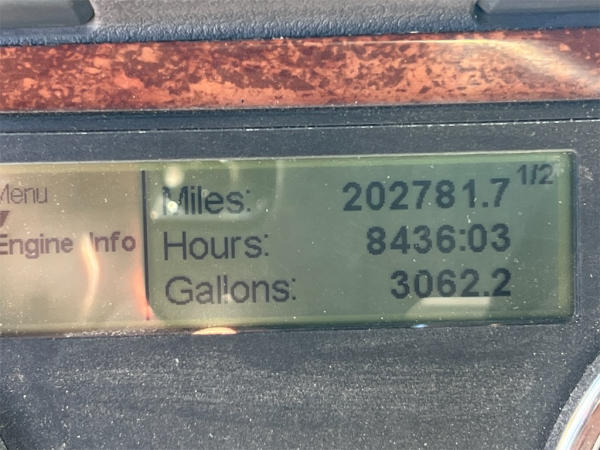 Menu
Engine Info
1/2
Miles: 202781.7
Hours: 8436:03
Gallons: 3062.2